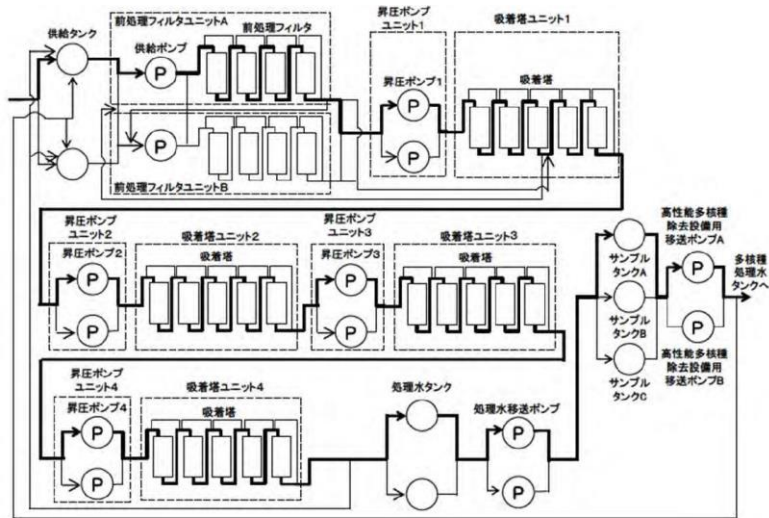 前処理フィルタユニットA
供給タンク
供給ポンプ
前処理フィルタ
P
P
前処理フィルタユニットB
昇圧ポンプ
ユニット1
昇圧ポンプ1
P
P
吸着塔ユニット1
吸着塔
昇圧ポンプ
ユニット2
昇圧ポンプ2
P
P
吸着塔ユニット2
吸着塔
昇圧ポンプ
ユニット3
昇圧ポンプ3
P
P
吸着塔ユニット3
吸着塔
サンプル
タンクA
サンプル
タンクB
サンプル
タンクC
高性能多核種
除去設備用
移送ポンプA
P
P
高性能多核種
除去設備用
移送ポンプB
多核種
処理水
タンクへ
昇圧ポンプ
ユニット4
昇圧ポンプ4
P
P
吸着塔ユニット4
吸着塔
処理水タンク
処理水移送ポンプ
P
P